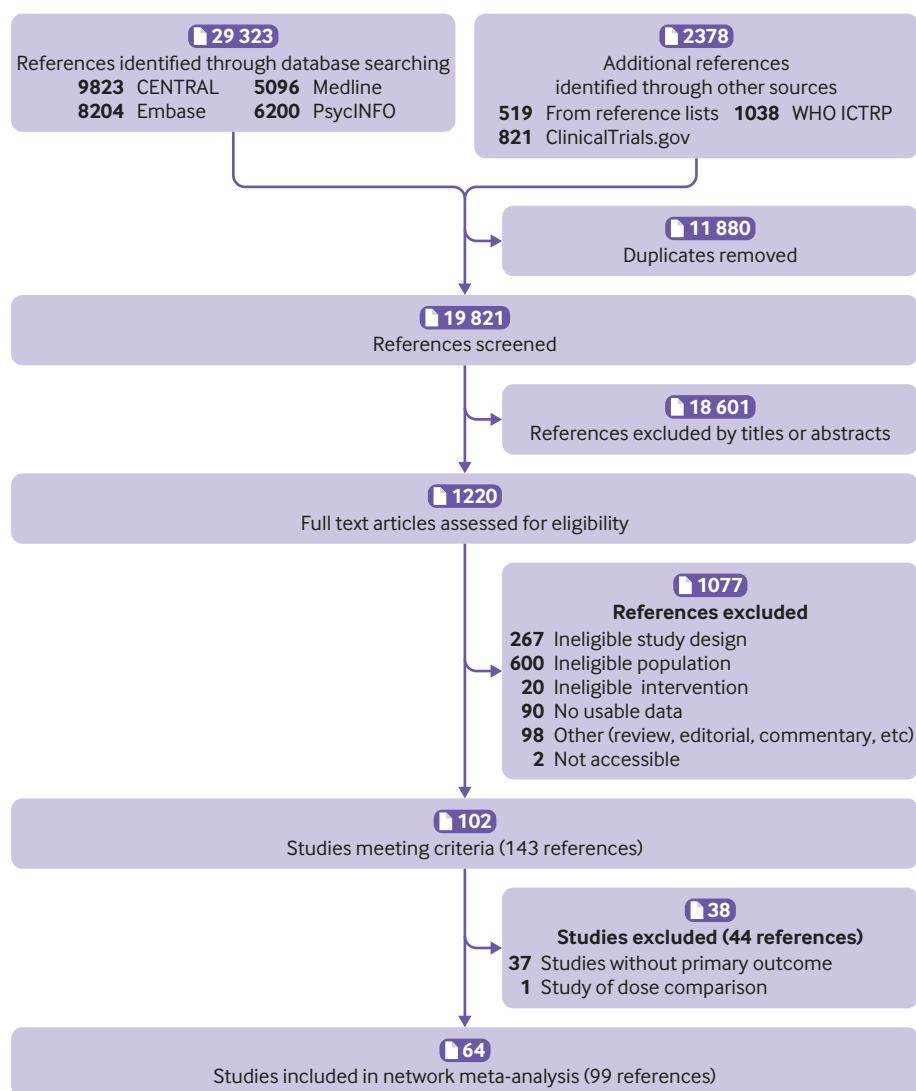 29 323
References identified through database searching
9823 CENTRAL 5096 Medline
8204 Embase 6200 PsycINFO
2378
Additional references
identified through other sources
519 From reference lists 1038 WHO ICTRP
821 ClinicalTrials.gov
11 880
Duplicates removed
19 821
References screened
18 601
References excluded by titles or abstracts
1220
Full text articles assessed for eligibility
1077
References excluded
267 Ineligible study design
600 Ineligible population
20 Ineligible intervention
90 No usable data
98 Other (review, editorial, commentary, etc)
2 Not accessible
102
Studies meeting criteria (143 references)
38
Studies excluded (44 references)
37 Studies without primary outcome
1 Study of dose comparison
64
Studies included in network meta-analysis (99 references)